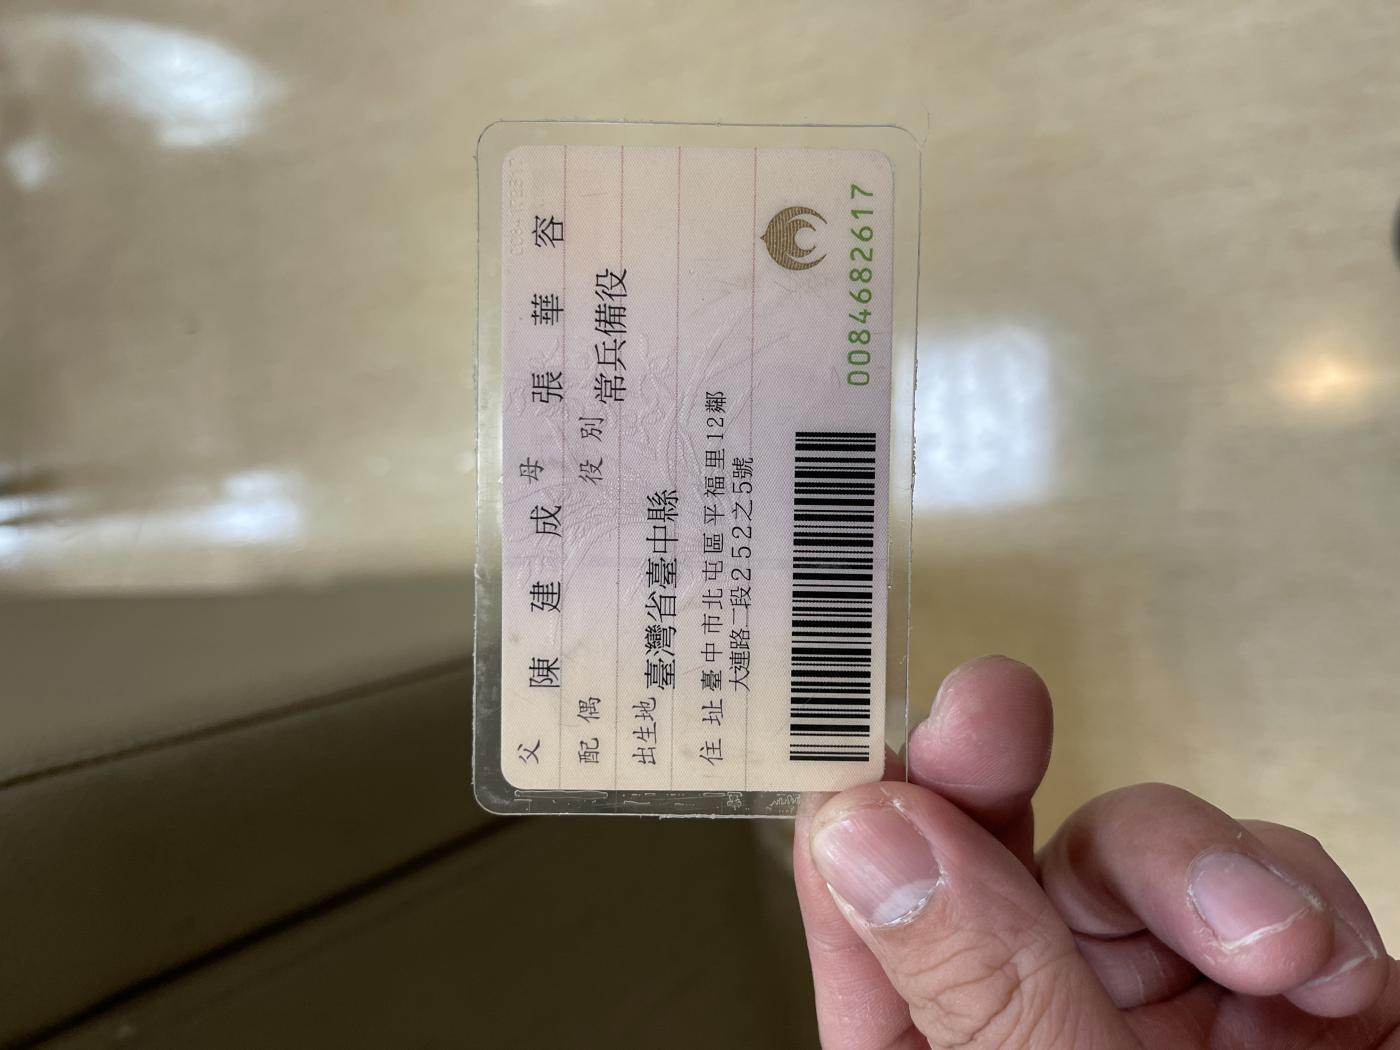 父 陳建成 母 張華容
配偶 役別 常兵備役
出生地 臺灣省臺中縣
住址 臺中市北屯區平福里12鄰
大連路二段252之5號
0084682617